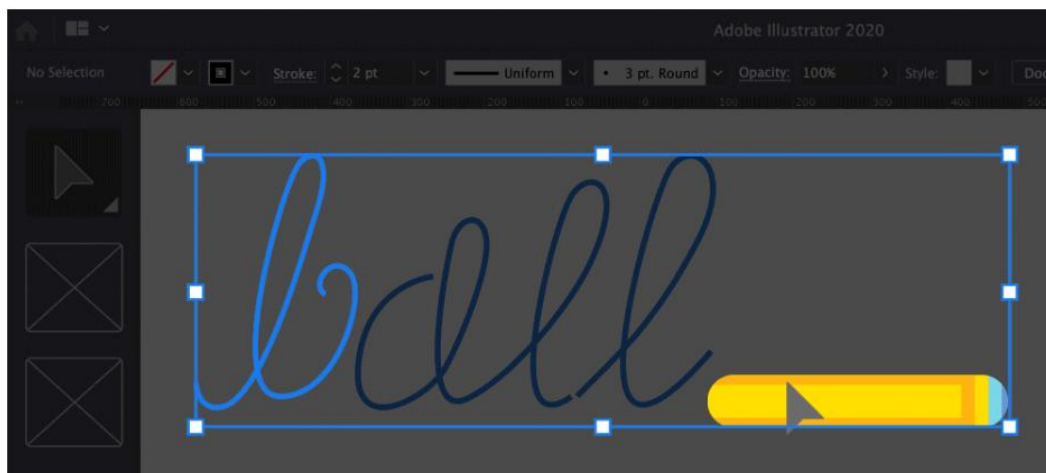 Adobe Illustrator 2020
No Selection Stroke: 2 pt Uniform 3 pt. Round Opacity: 100% Style: Doc
700 600 500 400 300 200 100 0 100 200 300 400 500